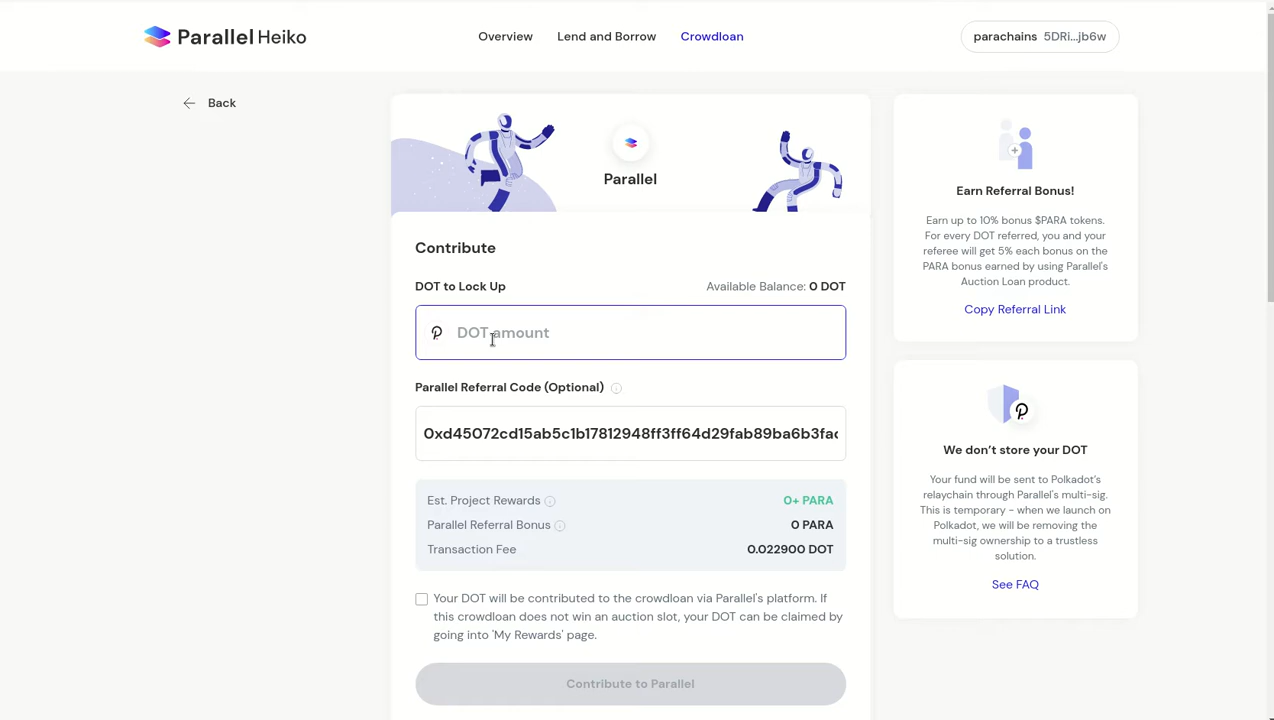 Parallel Heiko
Overview
Lend and Borrow
Crowdloan
parachains 5DRi...jb6w
Back
Parallel
Contribute
DOT to Lock Up
Available Balance: 0 DOT
DOT amount
Parallel Referral Code (Optional)
0xd45072cd15ab5c1b17812948ff3ff64d29fab89ba6b3fac
Est. Project Rewards
0+ PARA
Parallel Referral Bonus
0 PARA
Transaction Fee
0.022900 DOT
Your DOT will be contributed to the crowdloan via Parallel's platform. If
this crowdloan does not win an auction slot, your DOT can be claimed by
going into 'My Rewards' page.
Contribute to Parallel
Earn Referral Bonus!
Earn up to 10% bonus $PARA tokens.
For every DOT referred, you and your
referee will get 5% each bonus on the
PARA bonus earned by using Parallel's
Auction Loan product.
Copy Referral Link
We don't store your DOT
Your fund will be sent to Polkadot's
relaychain through Parallel's multi-sig.
This is temporary - when we launch on
Polkadot, we will be removing the
multi-sig ownership to a trustless
solution.
See FAQ